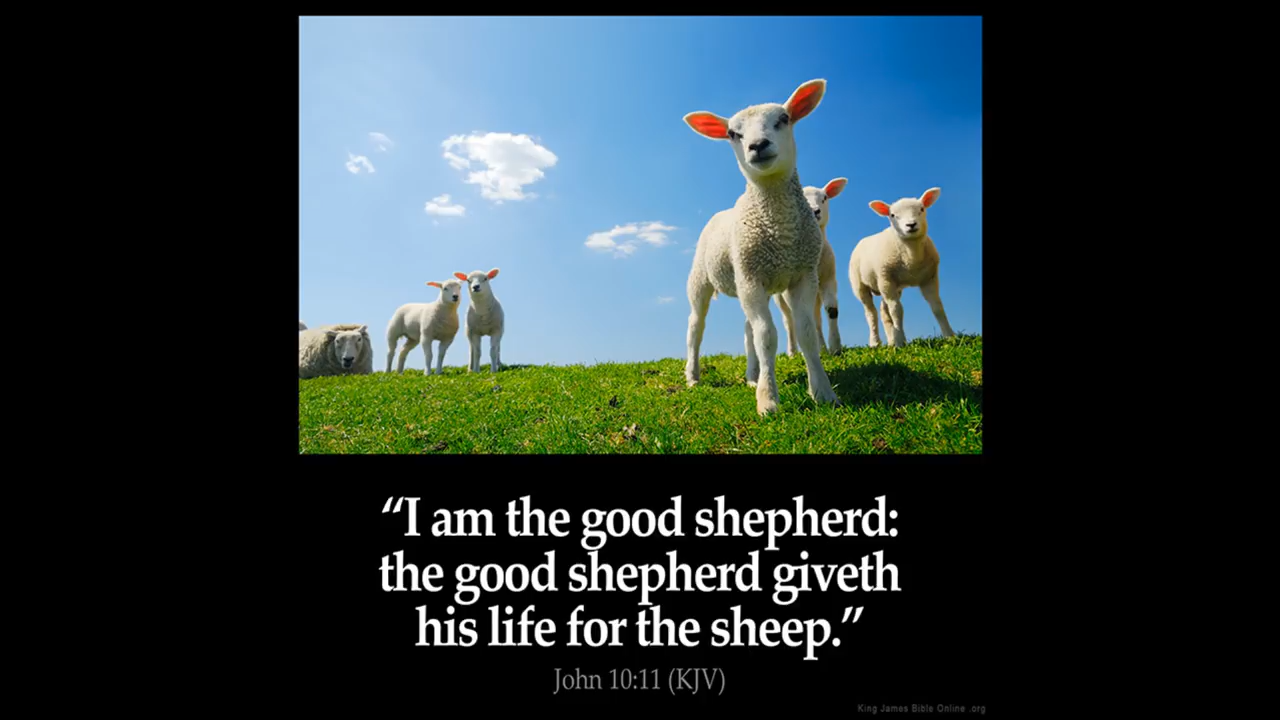 “I am the good shepherd:
the good shepherd giveth
his life for the sheep.”
John 10:11 (KJV)
King James Bible Online .org